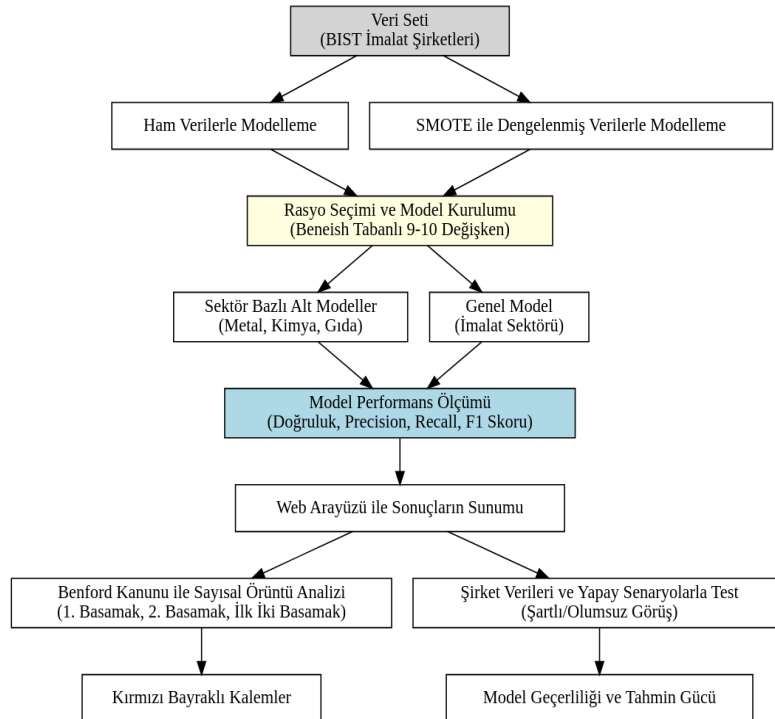 Veri Seti
(BIST İmalat Şirketleri)
Ham Verilerle Modelleme
SMOTE ile Dengelenmiş Verilerle Modelleme
Rasyo Seçimi ve Model Kurulumu
(Beneish Tabanlı 9-10 Değişken)
Sektör Bazlı Alt Modeller
(Metal, Kimya, Gıda)
Genel Model
(İmalat Sektörü)
Model Performans Ölçümü
(Doğruluk, Precision, Recall, F1 Skoru)
Web Arayüzü ile Sonuçların Sunumu
Benford Kanunu ile Sayısal Örüntü Analizi
(1. Basamak, 2. Basamak, İlk İki Basamak)
Şirket Verileri ve Yapay Senaryolarla Test
(Şartlı/Olumsuz Görüş)
Kırmızı Bayraklı Kalemler
Model Geçerliliği ve Tahmin Gücü